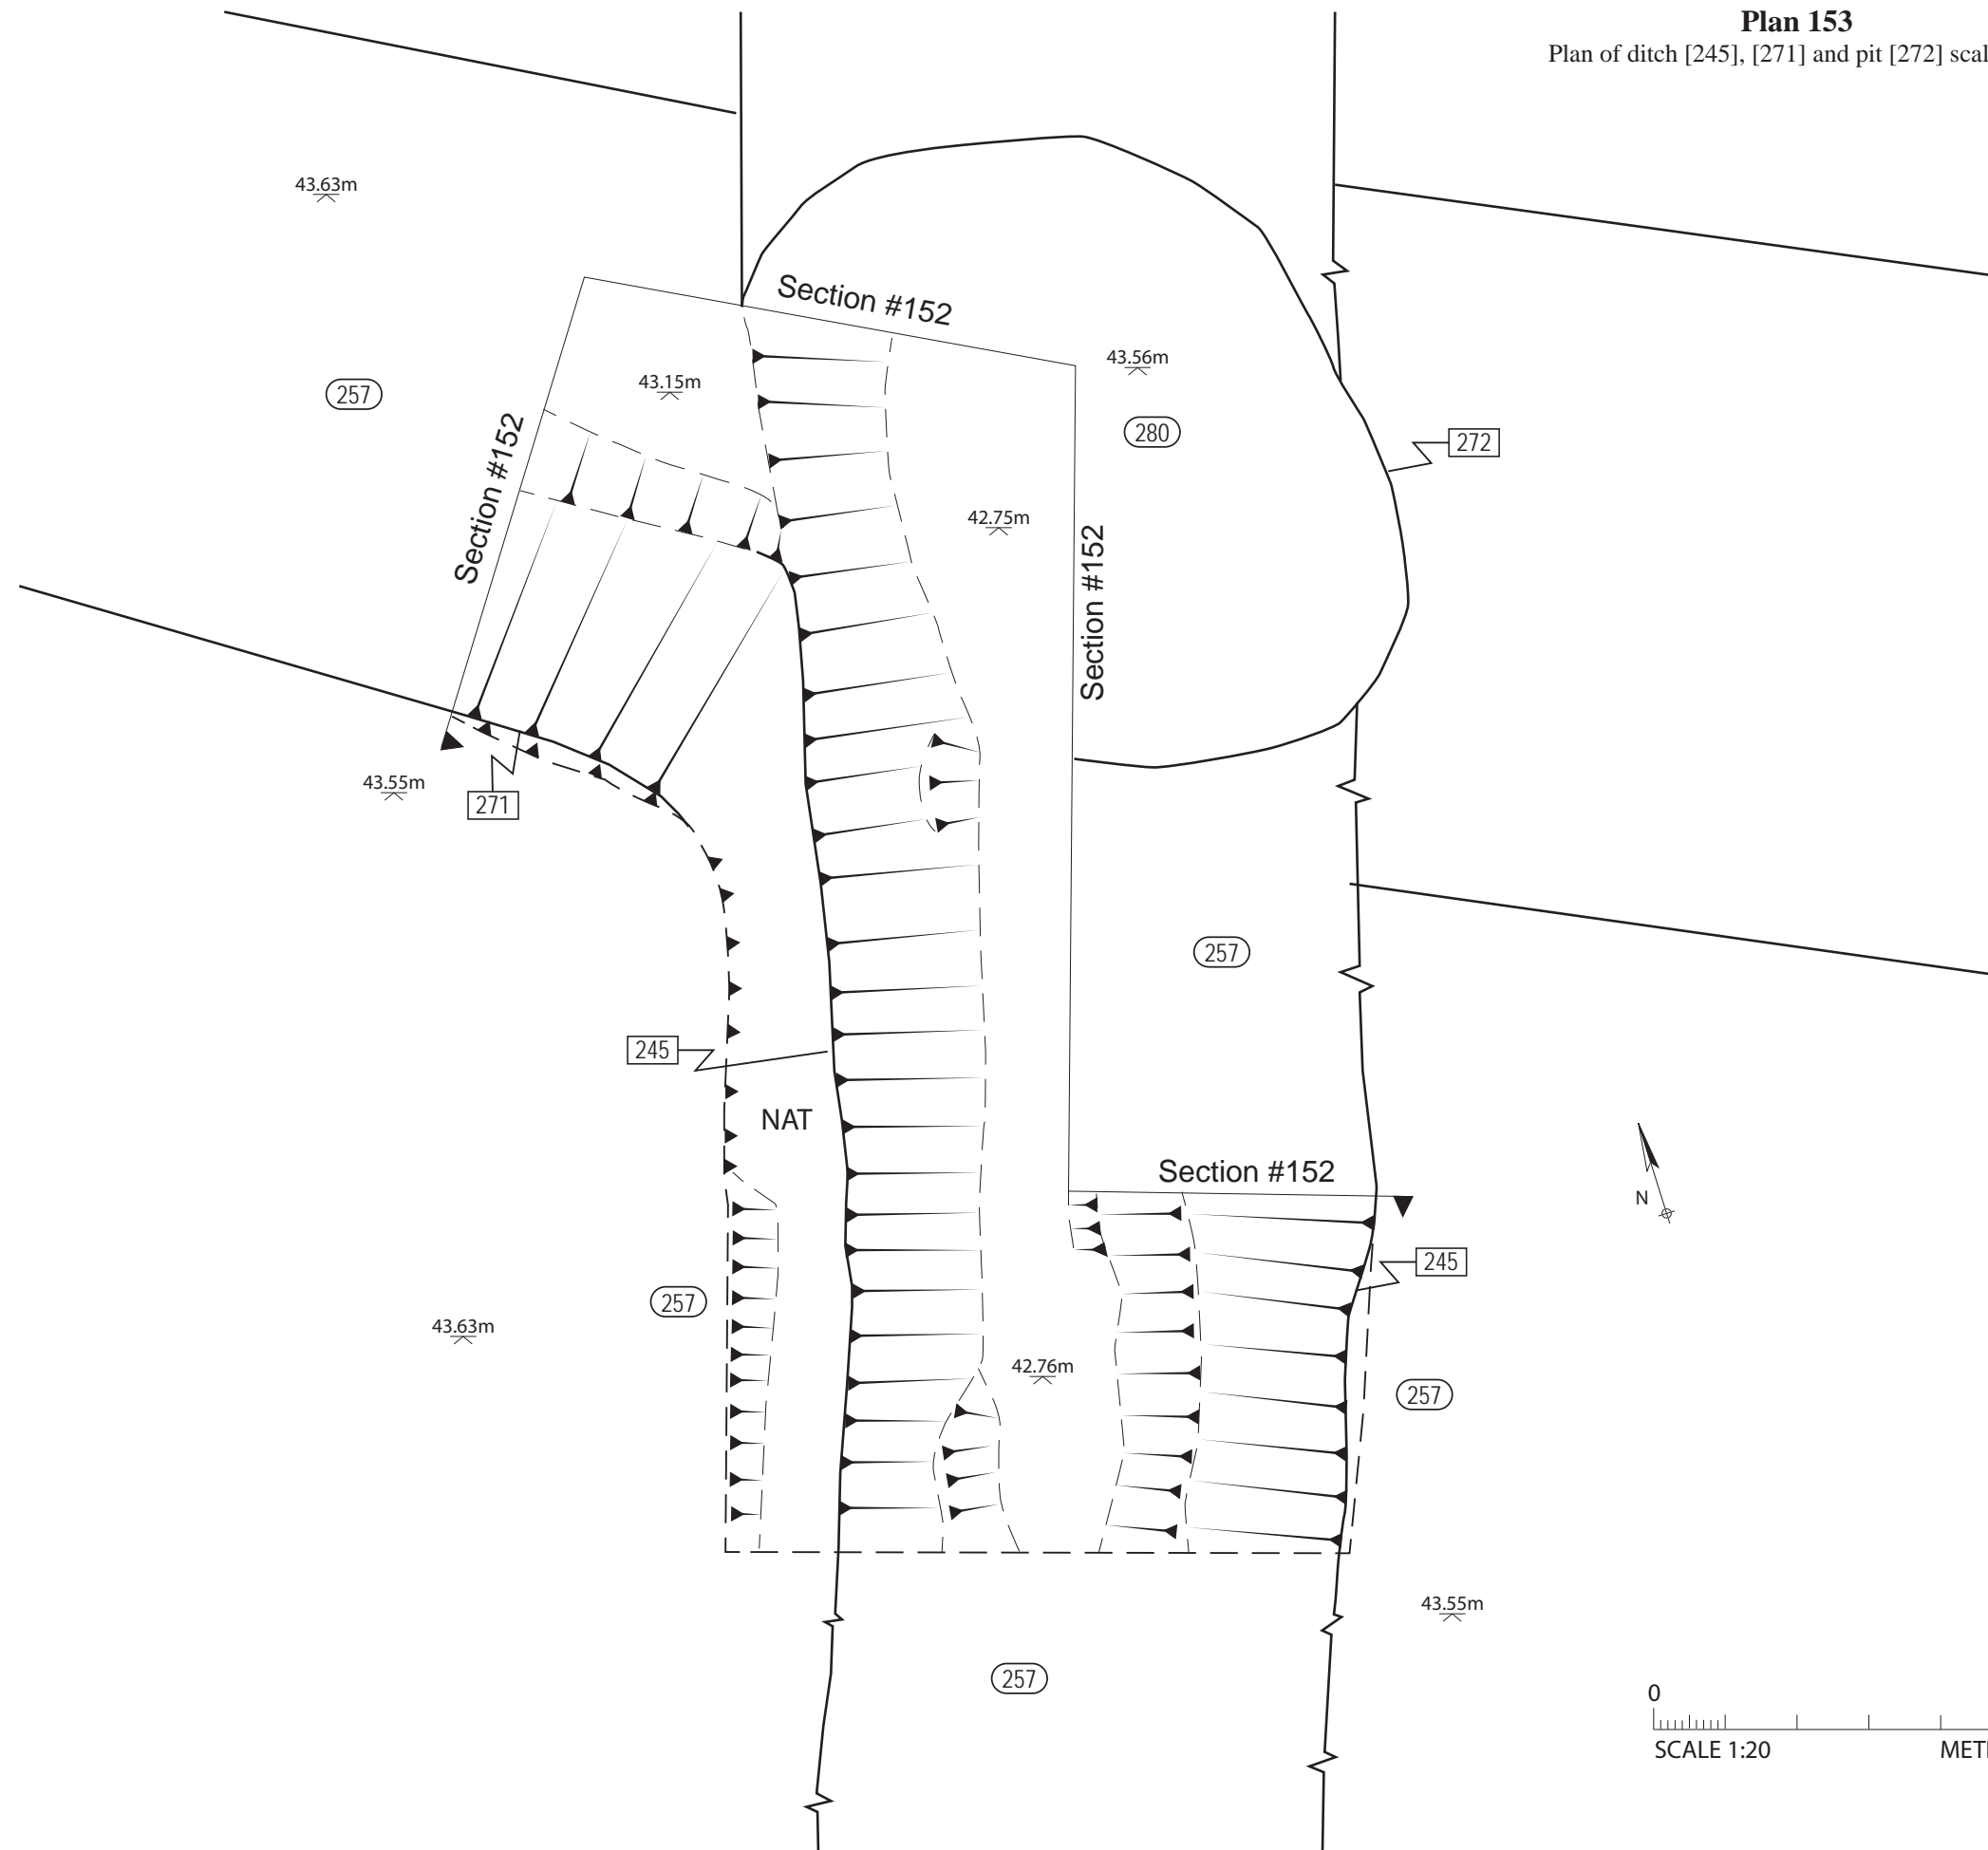 Plan 153
Plan of ditch [245], [271] and pit [272] scal
43.63m
Section #152
43.56m
43.15m
257
280
272
Section #152
42.75m
Section #152
43.55m
271
257
245
NAT
Section #152
N
245
257
43.63m
42.76m
257
43.55m
257
0
SCALE 1:20
METR